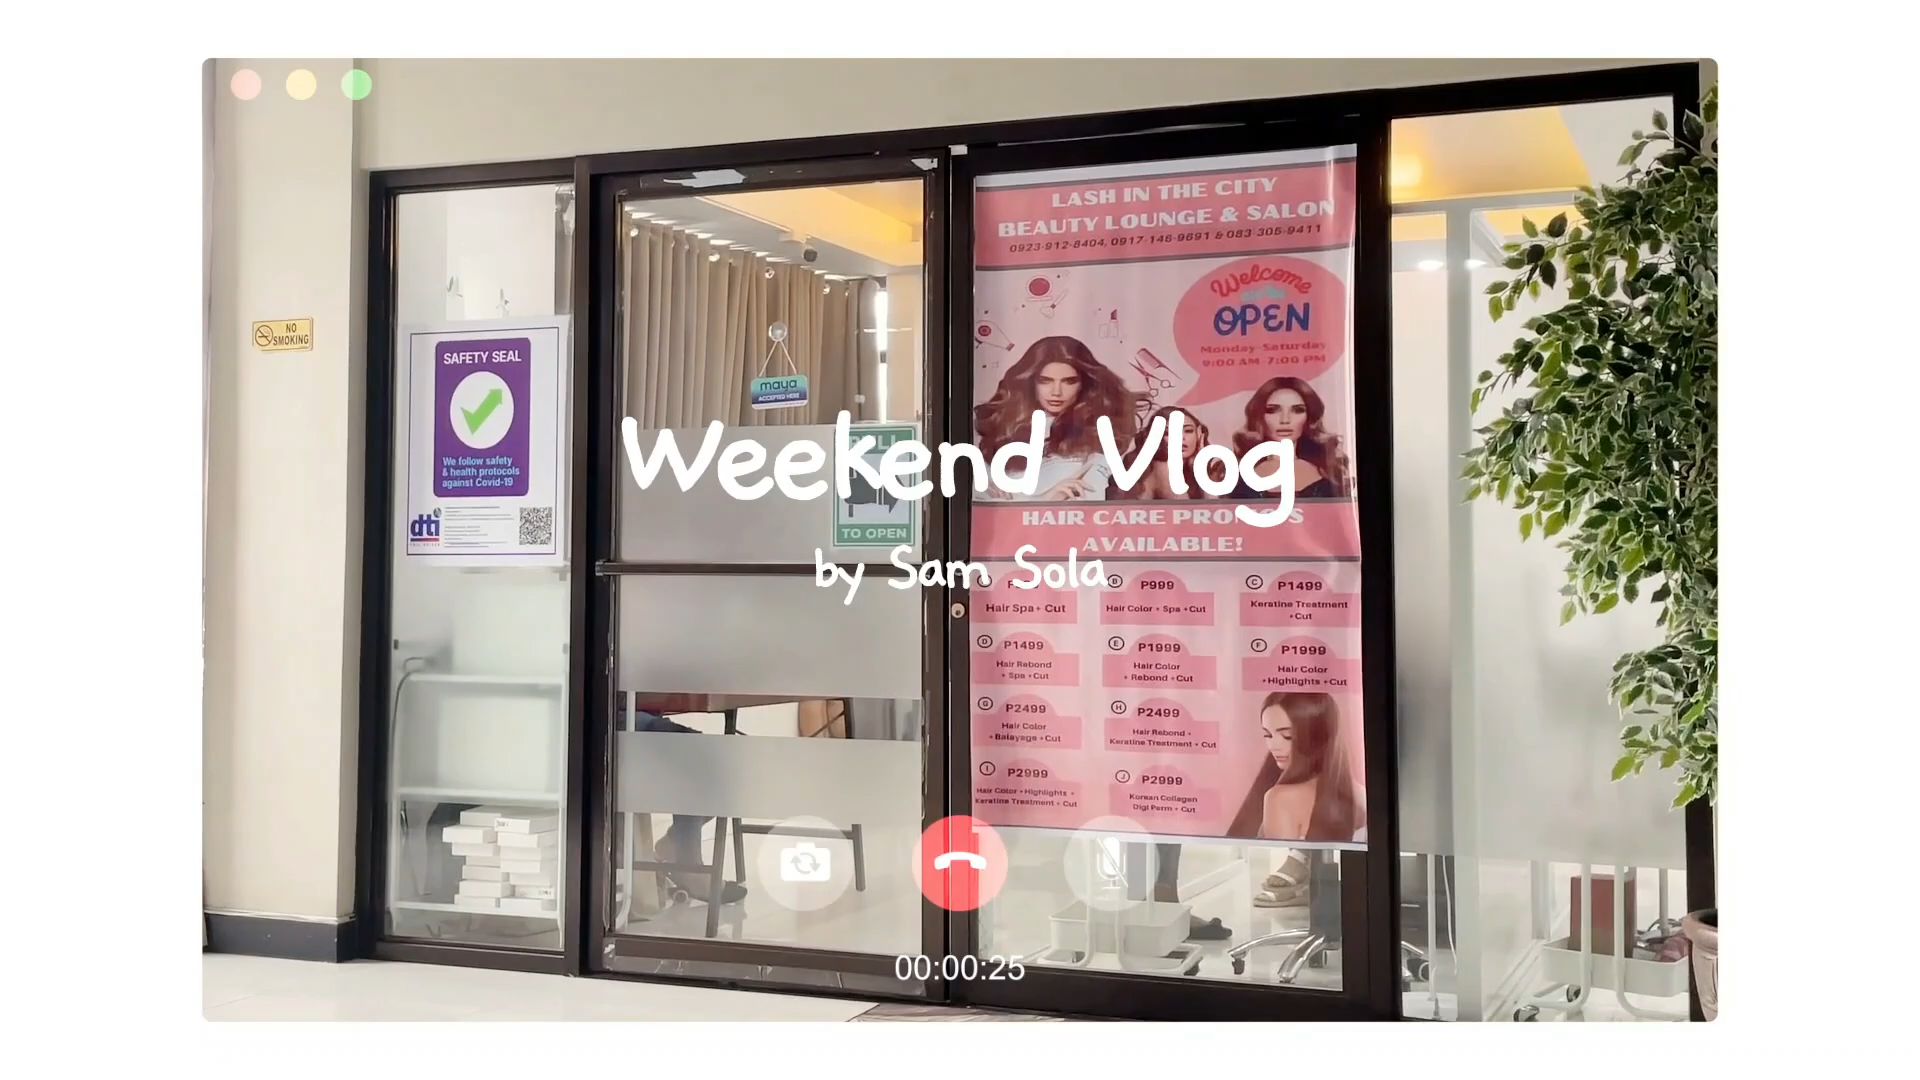 NO
SMOKING
SAFETY SEAL
We follow safety
& health protocols
against Covid-19
dti
maya
ACCEPTED HERE
TO OPEN
Weekend Vlog
by Sam Sola
LASH IN THE CITY
BEAUTY LOUNGE & SALON
0923-912-8404, 0917-146-9691 & 083-305-9411
Welcome
OPEN
Monday-Saturday
9:00 AM-7:00 PM
HAIR CARE PROMOS
AVAILABLE!
Hair Spa + Cut
B P999
Hair Color + Spa + Cut
C P1499
Keratine Treatment
+ Cut
D P1499
Hair Rebond
+ Spa + Cut
E P1999
Hair Color
+ Rebond + Cut
F P1999
Hair Color
+ Highlights + Cut
G P2499
Hair Color
+ Balayage + Cut
H P2499
Hair Rebond +
Keratine Treatment + Cut
I P2999
Hair Color + Highlights +
Keratine Treatment + Cut
J P2999
Korean Collagen
Digi Perm + Cut
00:00:25